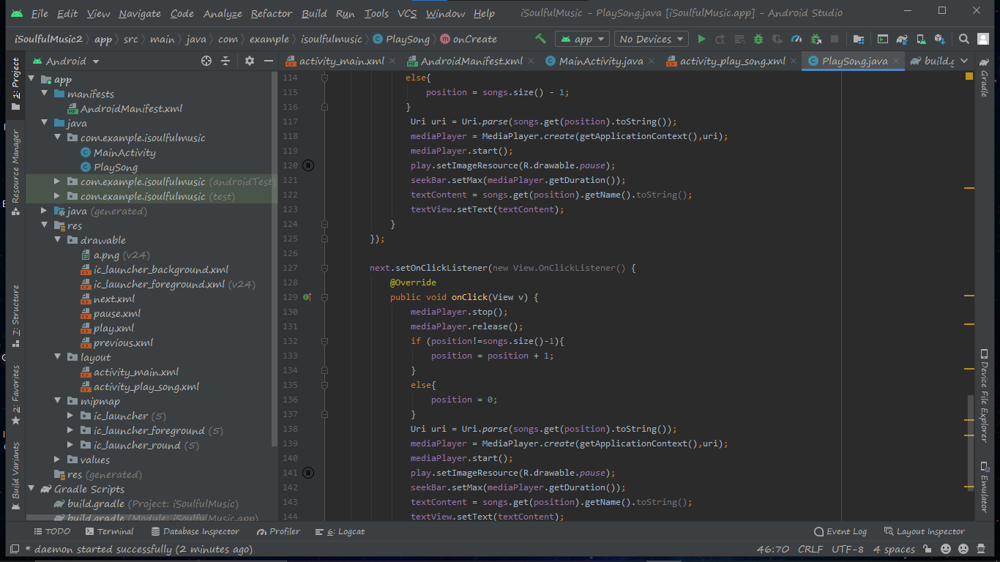 File Edit View Navigate Code Analyze Refactor Build Run Tools VCS Window Help iSoulfulMusic - PlaySong.java [iSoulfulMusic.app] - Android Studio
iSoulfulMusic2 app src main java com example isoulfulmusic PlaySong onCreate app No Devices
Android activity_main.xml AndroidManifest.xml MainActivity.java activity_play_song.xml PlaySong.java build.g
1: Project
Resource Manager
Z: Structure
2: Favorites
Build Variants
app
manifests
AndroidManifest.xml
java
com.example.isoulfulmusic
MainActivity
PlaySong
com.example.isoulfulmusic (androidTest)
com.example.isoulfulmusic (test)
java (generated)
res
drawable
a.png (v24)
ic_launcher_background.xml
ic_launcher_foreground.xml (v24)
next.xml
pause.xml
play.xml
previous.xml
layout
activity_main.xml
activity_play_song.xml
mipmap
ic_launcher (5)
ic_launcher_foreground (5)
ic_launcher_round (5)
values
res (generated)
Gradle Scripts
build.gradle (Project: iSoulfulMusic)
build.gradle (Module: iSoulfulMusic.app)
114 else{
115 position = songs.size() - 1;
116 }
117 Uri uri = Uri.parse(songs.get(position).toString());
118 mediaPlayer = MediaPlayer.create(getApplicationContext(),uri);
119 mediaPlayer.start();
120 play.setImageResource(R.drawable.pause);
121 seekBar.setMax(mediaPlayer.getDuration());
122 textContent = songs.get(position).getName().toString();
123 textView.setText(textContent);
124 }
125 });
126
127 next.setOnClickListener(new View.OnClickListener() {
128 @Override
129 public void onClick(View v) {
130 mediaPlayer.stop();
131 mediaPlayer.release();
132 if (position!=songs.size()-1){
133 position = position + 1;
134 }
135 else{
136 position = 0;
137 }
138 Uri uri = Uri.parse(songs.get(position).toString());
139 mediaPlayer = MediaPlayer.create(getApplicationContext(),uri);
140 mediaPlayer.start();
141 play.setImageResource(R.drawable.pause);
142 seekBar.setMax(mediaPlayer.getDuration());
143 textContent = songs.get(position).getName().toString();
144 textView.setText(textContent);
Gradle
Device File Explorer
Emulator
TODO Terminal Database Inspector Profiler 6: Logcat Event Log Layout Inspector
* daemon started successfully (2 minutes ago) 46:70 CRLF UTF-8 4 spaces